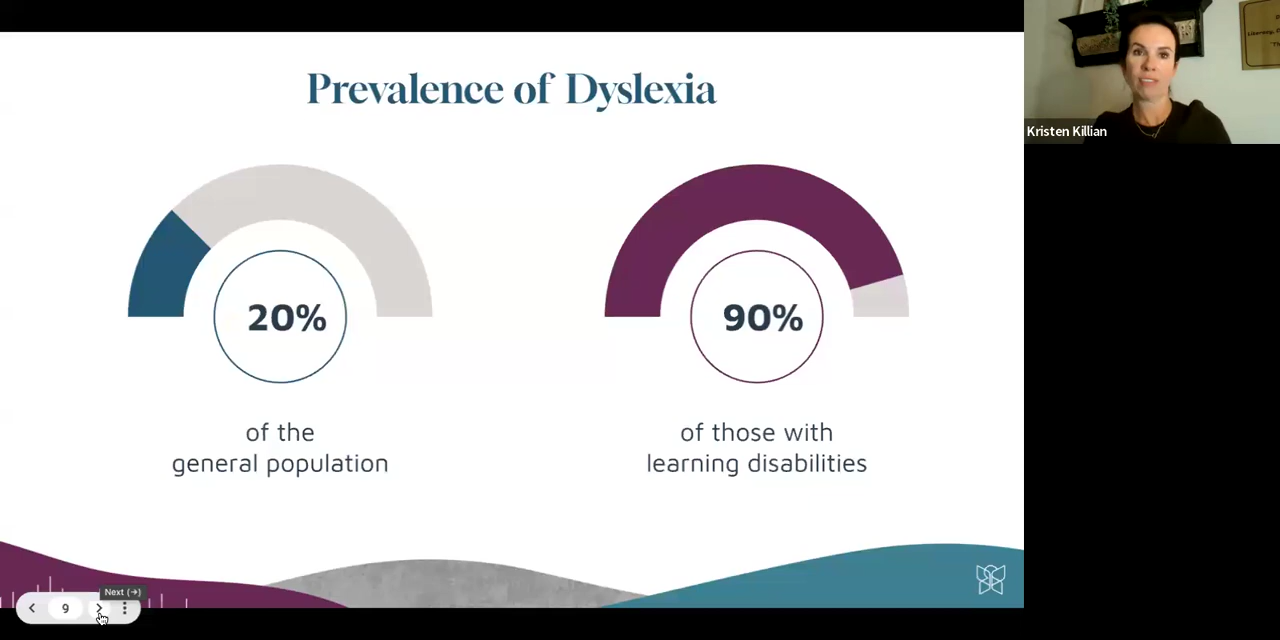 Prevalence of Dyslexia
20%
of the
general population
90%
of those with
learning disabilities
Kristen Killian
Next (→)
9